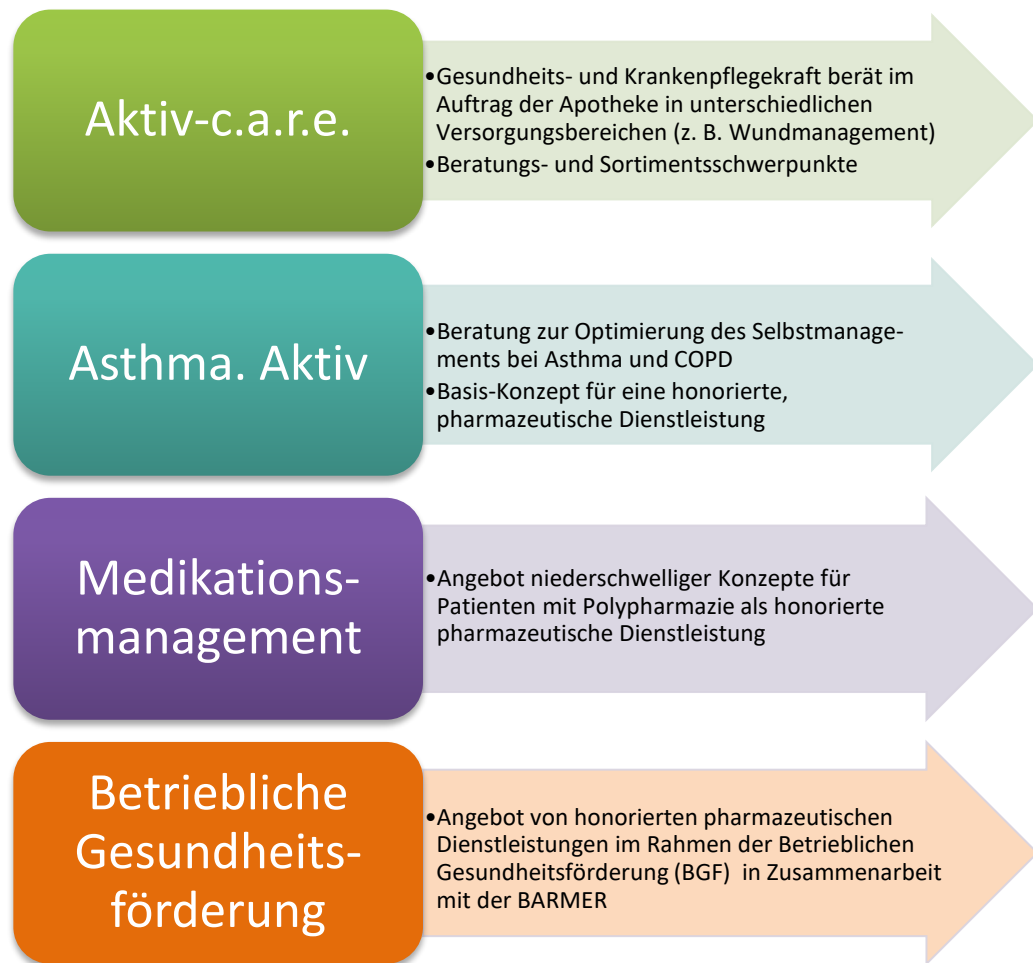 Aktiv-c.a.r.e.
•Gesundheits- und Krankenpflegekraft berät im
Auftrag der Apotheke in unterschiedlichen
Versorgungsbereichen (z. B. Wundmanagement)
•Beratungs- und Sortimentsschwerpunkte
Asthma. Aktiv
•Beratung zur Optimierung des Selbstmanage-
ments bei Asthma und COPD
•Basis-Konzept für eine honorierte,
pharmazeutische Dienstleistung
Medikations-
management
•Angebot niederschwelliger Konzepte für
Patienten mit Polypharmazie als honorierte
pharmazeutische Dienstleistung
Betriebliche
Gesundheits-
förderung
•Angebot von honorierten pharmazeutischen
Dienstleistungen im Rahmen der Betrieblichen
Gesundheitsförderung (BGF) in Zusammenarbeit
mit der BARMER